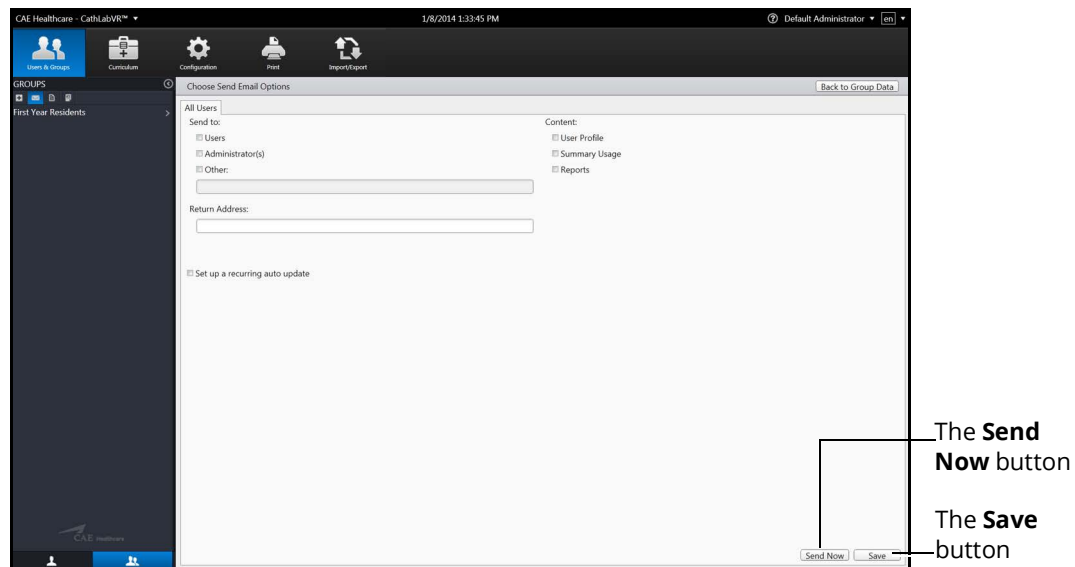 CAE Healthcare - CathLabVR™ 1/8/2014 1:33:45 PM Default Administrator en
Users & Groups Curriculum Configuration Print Import/Export
GROUPS
First Year Residents
Choose Send Email Options Back to Group Data
All Users
Send to: Content:
Users User Profile
Administrator(s) Summary Usage
Other: Reports
Return Address:
Set up a recurring auto update
The Send
Now button
The Save
button
CAE Healthcare
Send Now Save